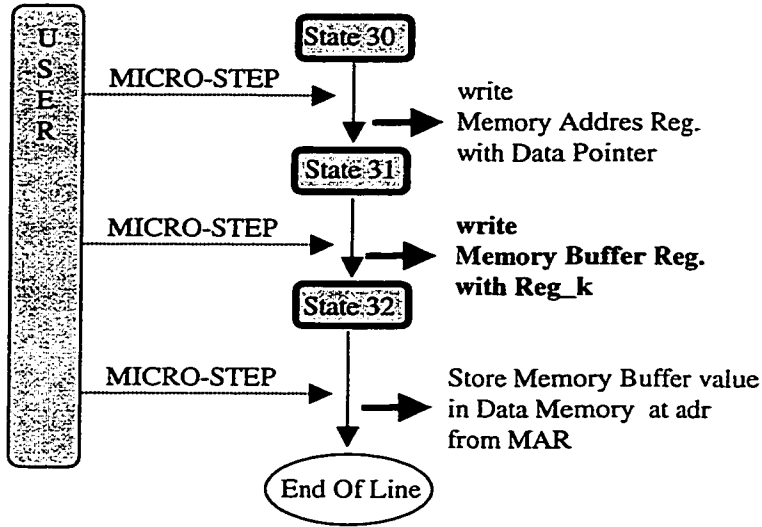 USER
State 30
MICRO-STEP
write
Memory Addres Reg.
with Data Pointer
State 31
MICRO-STEP
write
Memory Buffer Reg.
with Reg_k
State 32
MICRO-STEP
Store Memory Buffer value
in Data Memory at adr
from MAR
End Of Line